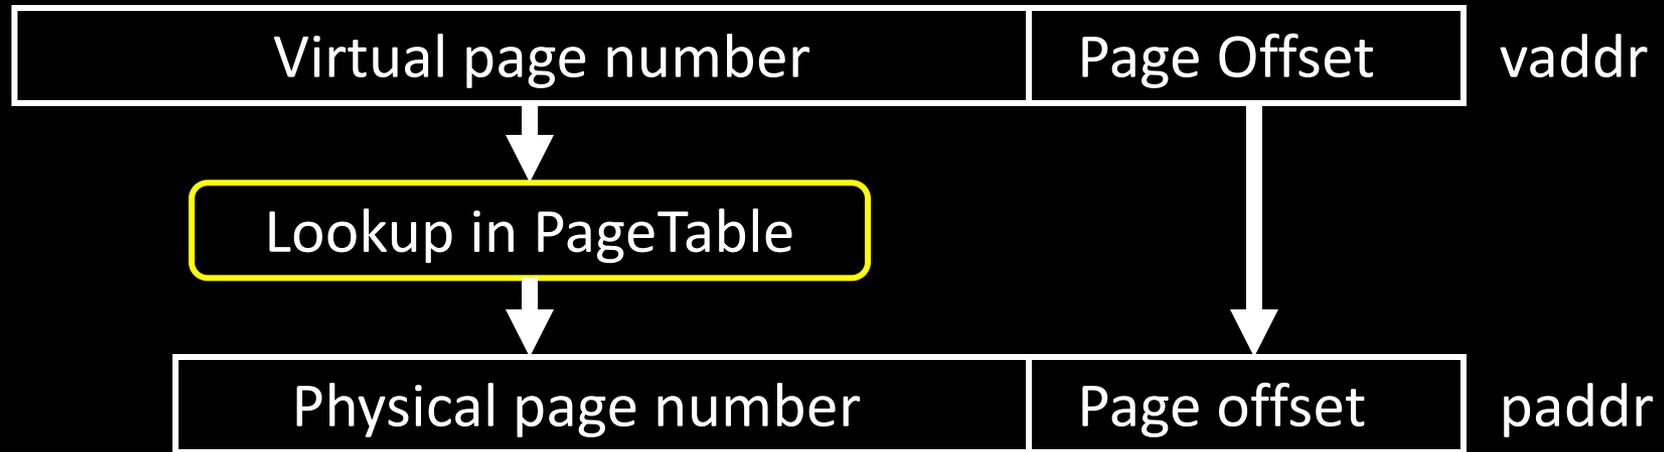 Virtual page number Page Offset vaddr
Lookup in PageTable
Physical page number Page offset paddr